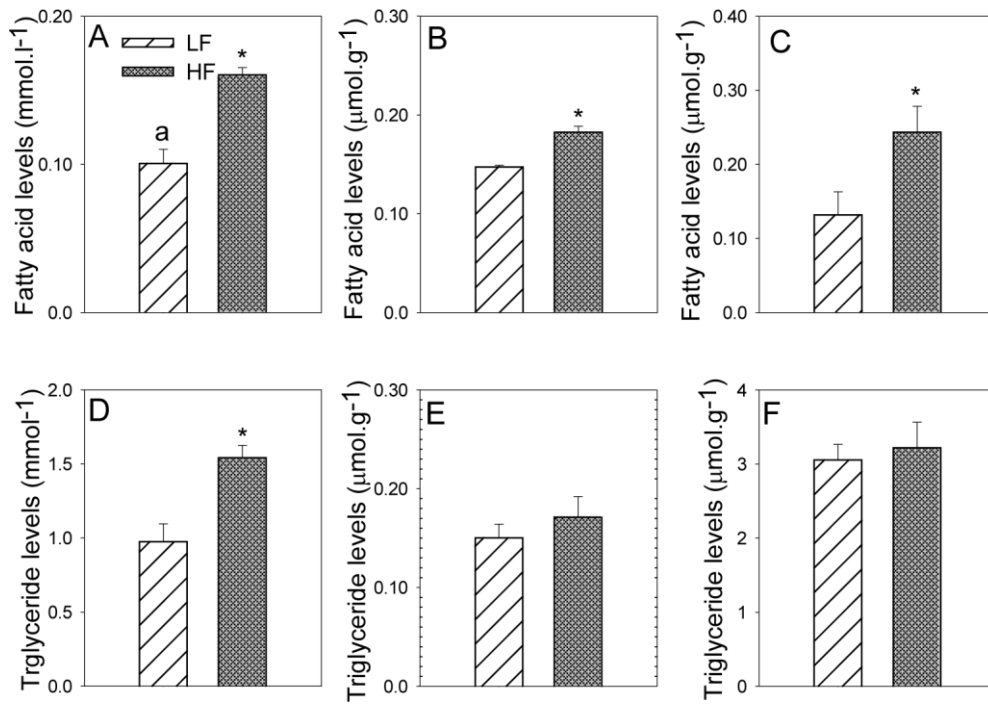 A
LF
HF
Fatty acid levels (mmol.l⁻¹)
0.20
0.10
0.0
a
*
B
Fatty acid levels (μmol.g⁻¹)
0.30
0.20
0.10
0.00
*
C
Fatty acid levels (μmol.g⁻¹)
0.40
0.30
0.20
0.10
0.0
*
D
Trglyceride levels (mmol⁻¹)
2.0
1.5
1.0
0.5
0.0
*
E
Triglyceride levels (μmol.g⁻¹)
0.30
0.20
0.10
0.00
F
Triglyceride levels (μmol.g⁻¹)
4
3
2
1
0